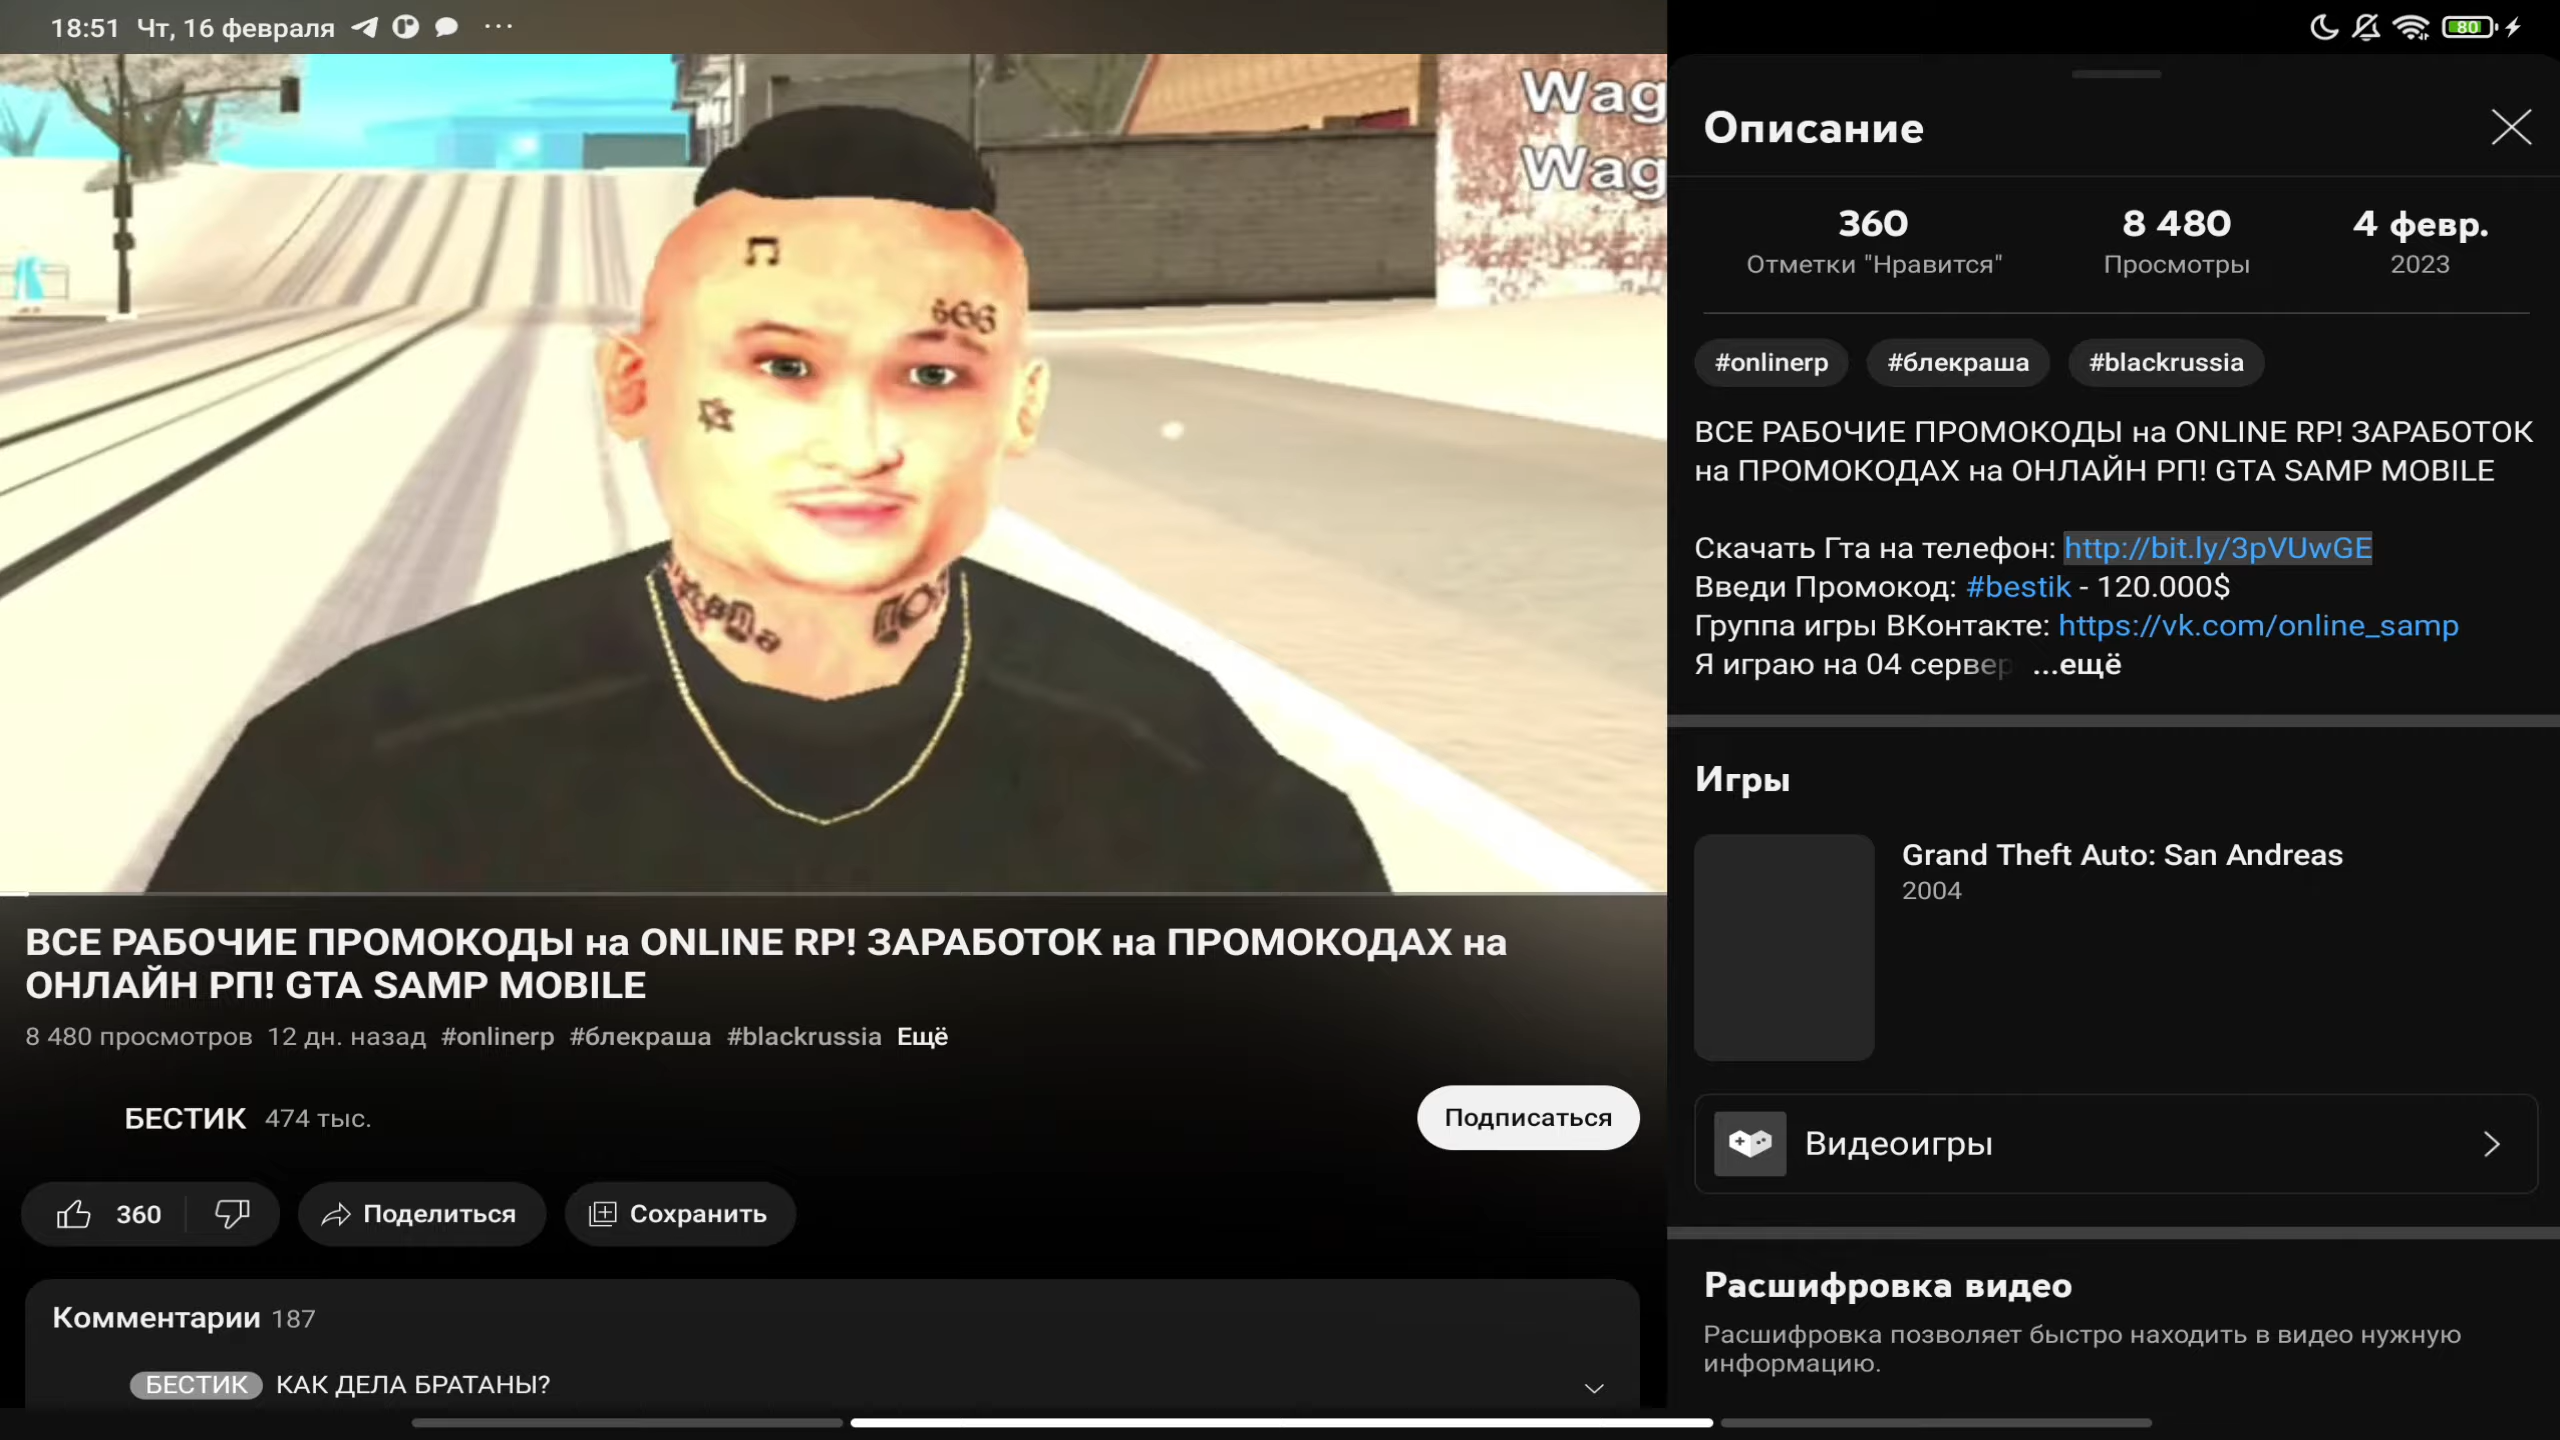 18:51 Чт, 16 февраля
80
Wag
Wag
666
ВСЕ РАБОЧИЕ ПРОМОКОДЫ на ONLINE RP! ЗАРАБОТОК на ПРОМОКОДАХ на
ОНЛАЙН РП! GTA SAMP MOBILE
8 480 просмотров 12 дн. назад #onlinerp #блекраша #blackrussia Ещё
БЕСТИК 474 тыс.
Подписаться
360
Поделиться
Сохранить
Комментарии 187
БЕСТИК КАК ДЕЛА БРАТАНЫ?
Описание
360
Отметки "Нравится"
8 480
Просмотры
4 февр.
2023
#onlinerp #блекраша #blackrussia
ВСЕ РАБОЧИЕ ПРОМОКОДЫ на ONLINE RP! ЗАРАБОТОК
на ПРОМОКОДАХ на ОНЛАЙН РП! GTA SAMP MOBILE
Скачать Гта на телефон: http://bit.ly/3pVUwGE
Введи Промокод: #bestik - 120.000$
Группа игры ВКонтакте: https://vk.com/online_samp
Я играю на 04 сервер ...ещё
Игры
Grand Theft Auto: San Andreas
2004
Видеоигры
Расшифровка видео
Расшифровка позволяет быстро находить в видео нужную
информацию.